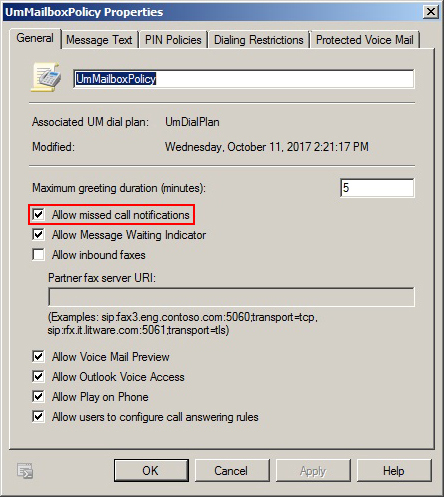 UmMailboxPolicy Properties
General Message Text PIN Policies Dialing Restrictions Protected Voice Mail
UmMailboxPolicy
Associated UM dial plan: UmDialPlan
Modified: Wednesday, October 11, 2017 2:21:17 PM
Maximum greeting duration (minutes): 5
Allow missed call notifications
Allow Message Waiting Indicator
Allow inbound faxes
Partner fax server URI:
(Examples: sip:fax3.eng.contoso.com:5060;transport=tcp,
sip:rfx.it.litware.com:5061;transport=tls)
Allow Voice Mail Preview
Allow Outlook Voice Access
Allow Play on Phone
Allow users to configure call answering rules
OK Cancel Apply Help